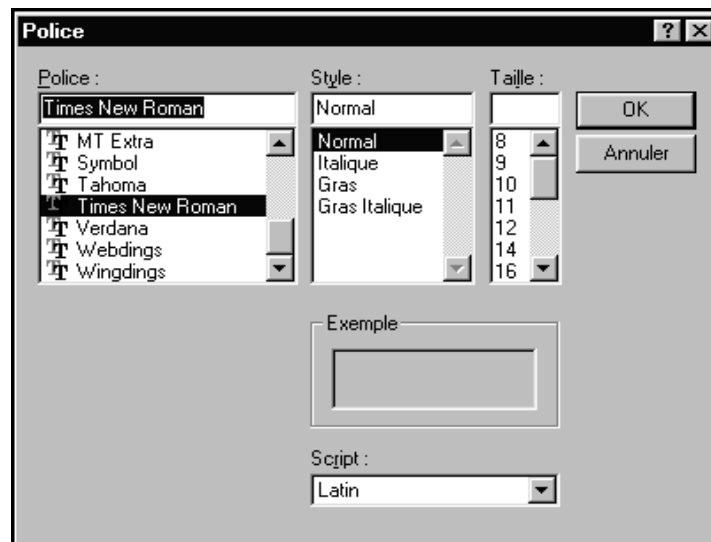 Police
Police :
Style :
Taille :
Times New Roman
Normal
OK
Annuler
MT Extra
Symbol
Tahoma
Times New Roman
Verdana
Webdings
Wingdings
Normal
Italique
Gras
Gras Italique
8
9
10
11
12
14
16
Exemple
Script :
Latin